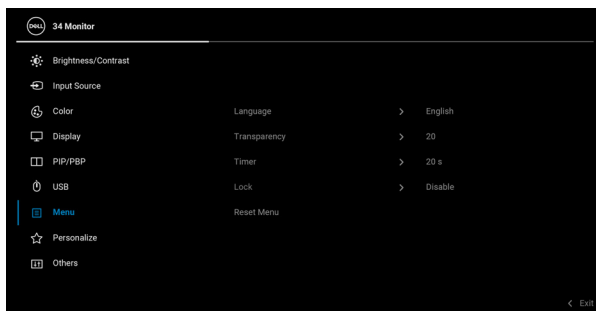 DELL 34 Monitor
Brightness/Contrast
Input Source
Color Language > English
Display Transparency > 20
PIP/PBP Timer > 20 s
USB Lock > Disable
Menu Reset Menu
Personalize
Others
< Exit